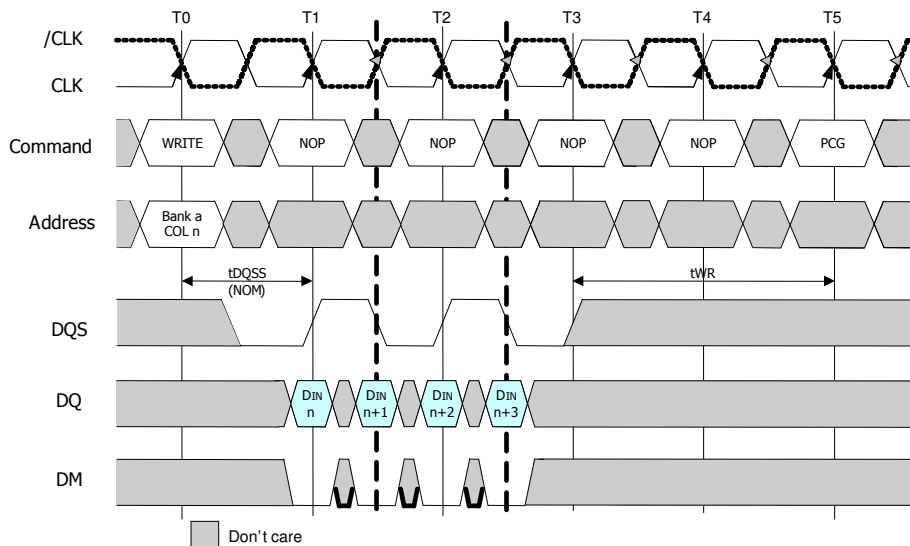 T0 T1 T2 T3 T4 T5
/CLK
CLK
Command WRITE NOP NOP NOP NOP PCG
Address Bank a
COL n
tDQSS
(NOM)
tWR
DQS
DQ DIN
n DIN
n+1 DIN
n+2 DIN
n+3
DM
Don't care